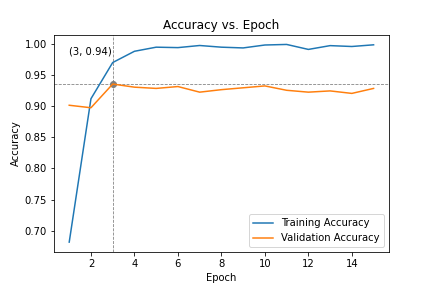 Accuracy vs. Epoch
1.00
(3, 0.94)
0.95
0.90
0.85
0.80
0.75
0.70
Accuracy
Training Accuracy
Validation Accuracy
2 4 6 8 10 12 14
Epoch